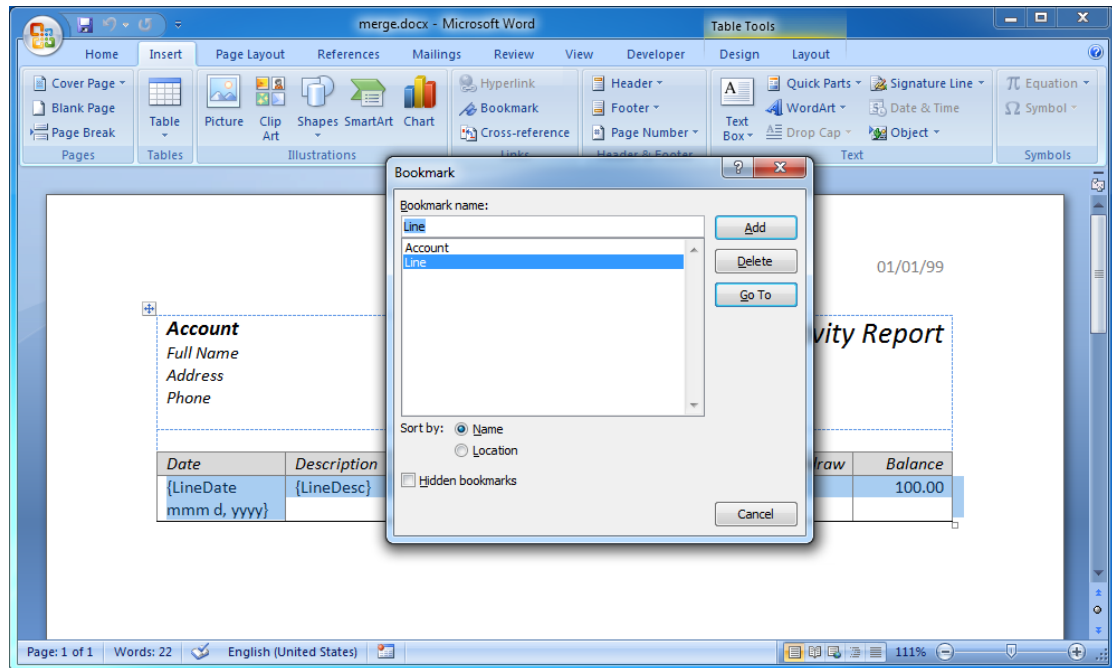 merge.docx - Microsoft Word
Table Tools
Home Insert Page Layout References Mailings Review View Developer Design Layout
Cover Page
Blank Page
Page Break
Pages
Table
Tables
Picture
Clip Art
Shapes
SmartArt
Chart
Illustrations
Hyperlink
Bookmark
Cross-reference
Links
Header
Footer
Page Number
Header & Footer
Text Box
Quick Parts
WordArt
Drop Cap
Signature Line
Date & Time
Object
Text
Equation
Symbol
Symbols
Bookmark
Bookmark name:
Line
Account
Line
Add
Delete
Go To
Sort by: Name
Location
Hidden bookmarks
Cancel
01/01/99
Account
Full Name
Address
Phone
Report
Date Description Balance
{LineDate {LineDesc} 100.00
mmm d, yyyy}
Page: 1 of 1 Words: 22 English (United States) 111%